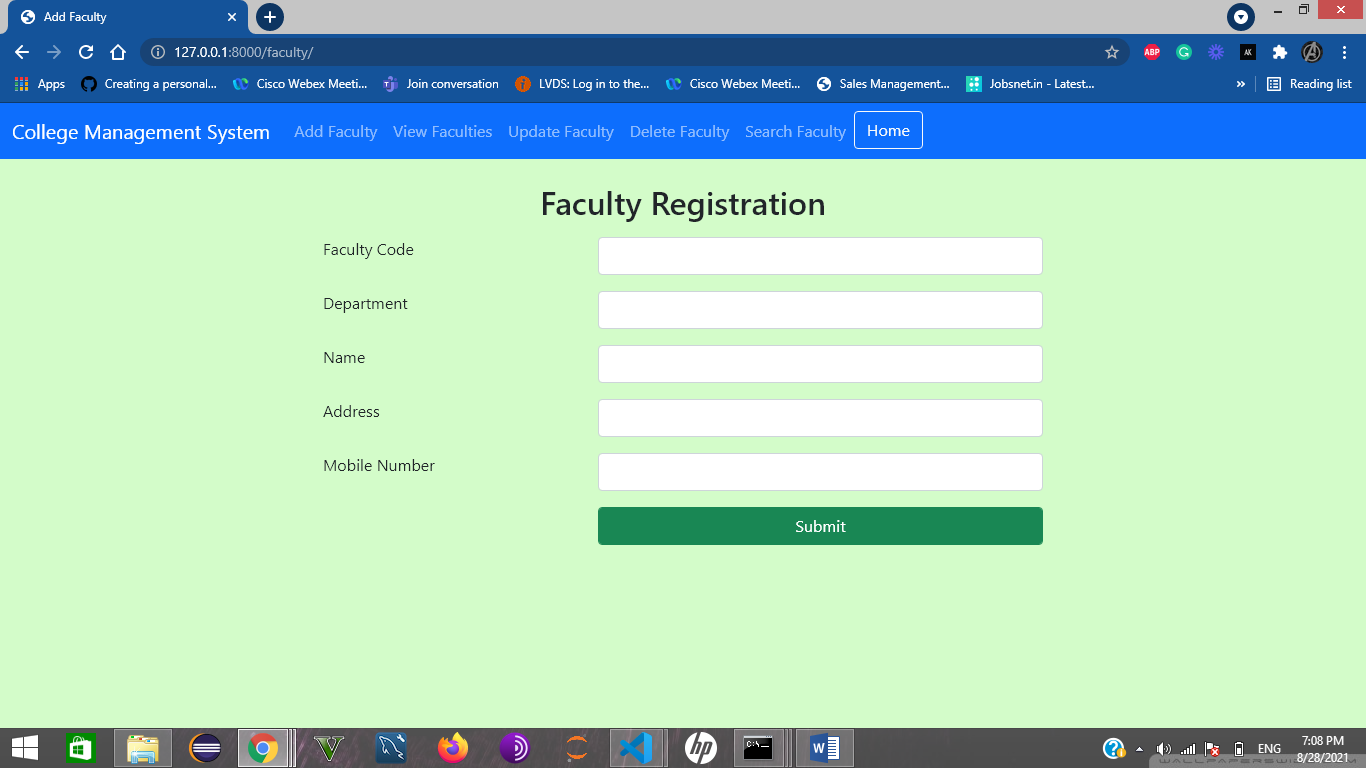 Add Faculty
127.0.0.1:8000/faculty/
ABP
AK
Apps
Creating a personal...
Cisco Webex Meeti...
Join conversation
LVDS: Log in to the...
Cisco Webex Meeti...
Sales Management...
Jobsnet.in - Latest...
»
Reading list
College Management System
Add Faculty
View Faculties
Update Faculty
Delete Faculty
Search Faculty
Home
Faculty Registration
Faculty Code
Department
Name
Address
Mobile Number
Submit
hp
C:\_
ENG
7:08 PM
8/28/2021